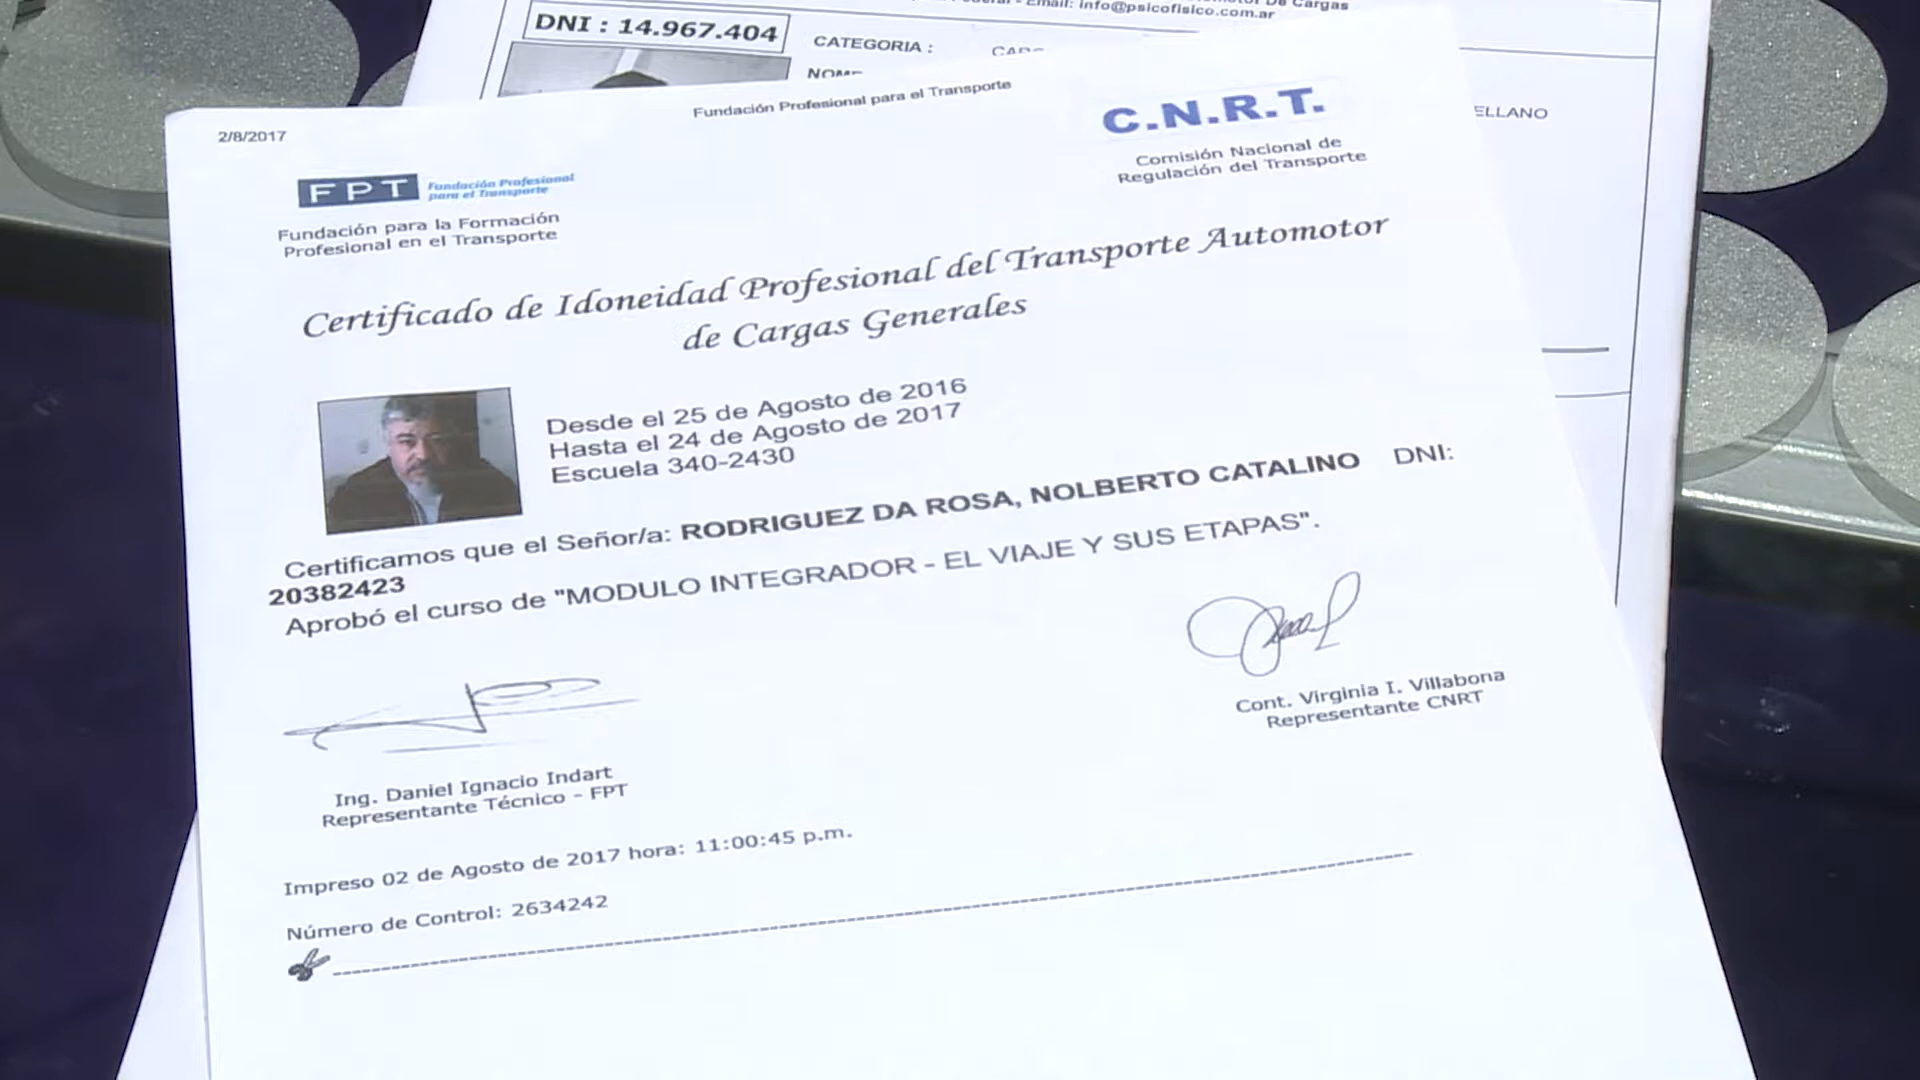 Email: info@psicofisico.com.ar
De Cargas
DNI : 14.967.404
CATEGORIA :
ELLANO
2/8/2017
Fundación Profesional para el Transporte
C.N.R.T.
Comisión Nacional de
Regulación del Transporte
FPT Fundación Profesional
para el Transporte
Fundación para la Formación
Profesional en el Transporte
Certificado de Idoneidad Profesional del Transporte Automotor
de Cargas Generales
Desde el 25 de Agosto de 2016
Hasta el 24 de Agosto de 2017
Escuela 340-2430
Certificamos que el Señor/a: RODRIGUEZ DA ROSA, NOLBERTO CATALINO DNI:
20382423
Aprobó el curso de "MODULO INTEGRADOR - EL VIAJE Y SUS ETAPAS".
Cont. Virginia I. Villabona
Representante CNRT
Ing. Daniel Ignacio Indart
Representante Técnico - FPT
Impreso 02 de Agosto de 2017 hora: 11:00:45 p.m.
Número de Control: 2634242